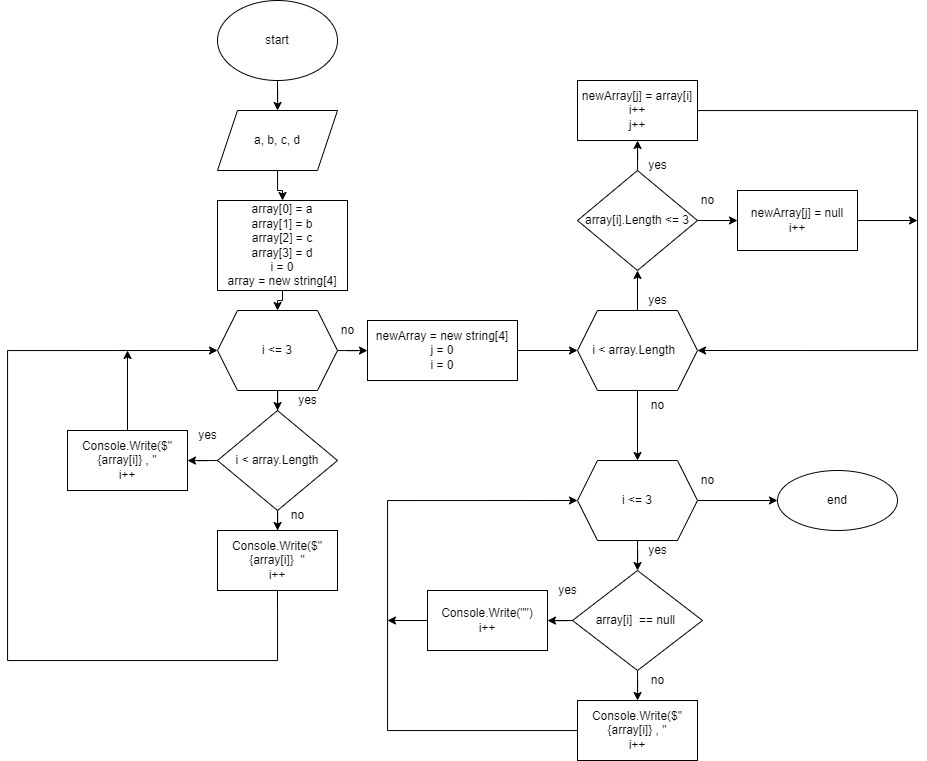 start
a, b, c, d
array[0] = a
array[1] = b
array[2] = c
array[3] = d
i = 0
array = new string[4]
i <= 3
no
yes
i < array.Length
yes
Console.Write($"
{array[i]} , "
i++
no
Console.Write($"
{array[i]}  "
i++
newArray = new string[4]
j = 0
i = 0
i < array.Length
yes
array[i].Length <= 3
yes
newArray[j] = array[i]
i++
j++
no
newArray[j] = null
i++
no
i <= 3
no
end
yes
array[i]  == null
yes
Console.Write("")
i++
no
Console.Write($"
{array[i]} , "
i++